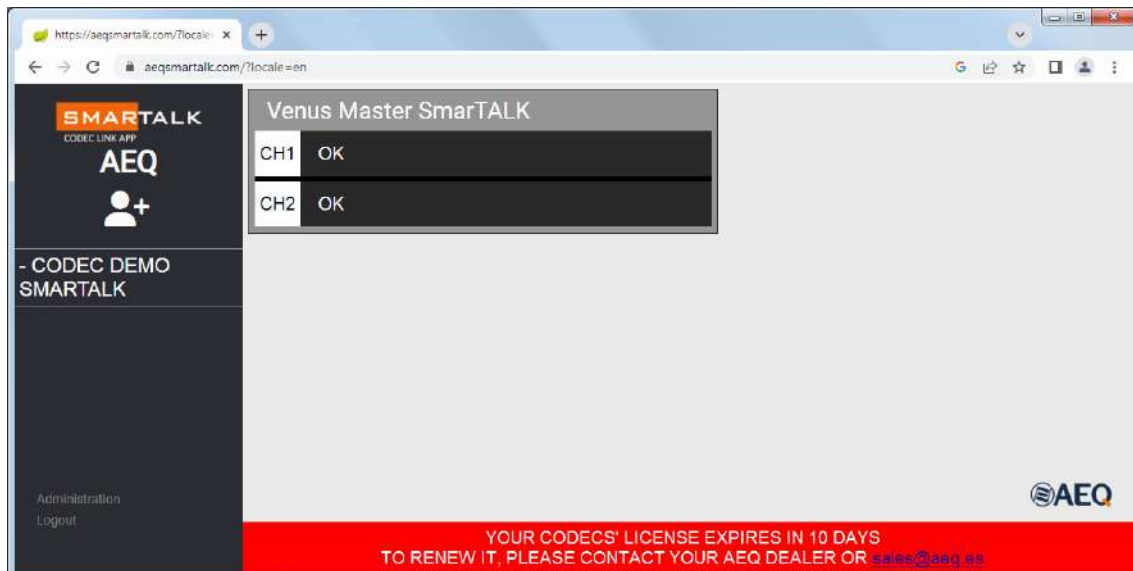 https://aeqsmartalk.com/?locale=
aeqsmartalk.com/?locale=en
SMARTALK
CODEC LINK APP
AEQ
- CODEC DEMO
SMARTALK
Administration
Logout
Venus Master SmarTALK
CH1 OK
CH2 OK
AEQ
YOUR CODECS' LICENSE EXPIRES IN 10 DAYS
TO RENEW IT, PLEASE CONTACT YOUR AEQ DEALER OR sales@aeq.es